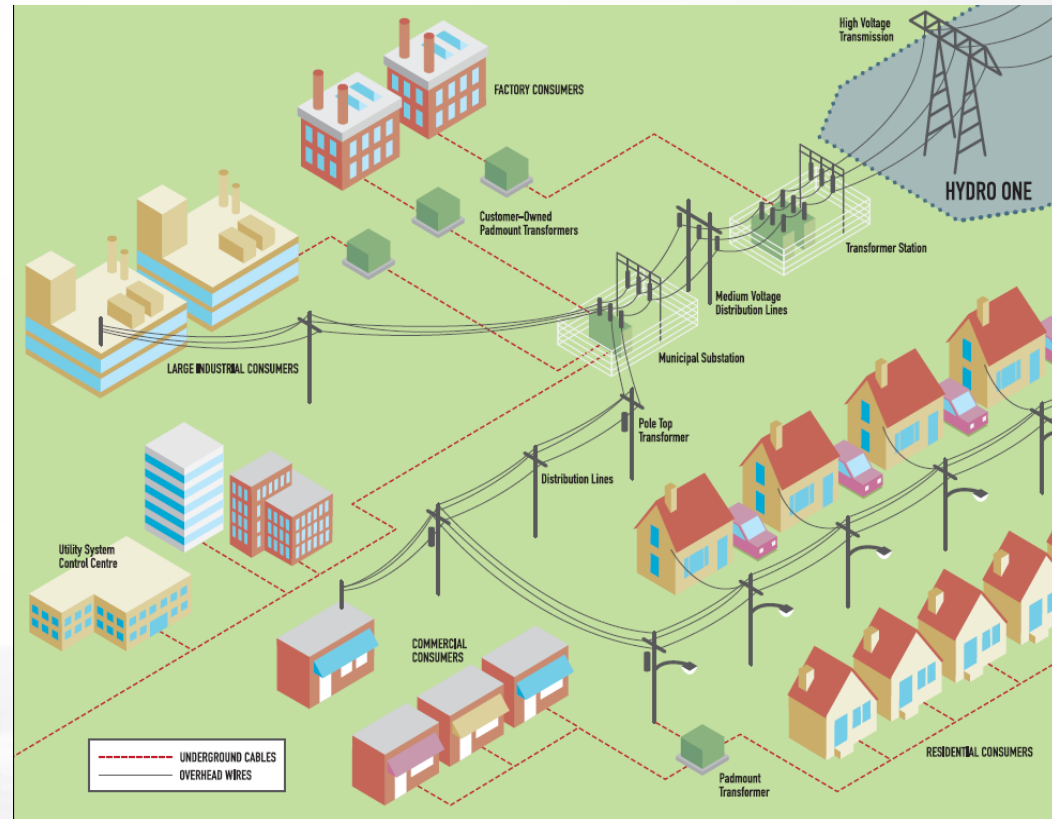 High Voltage
Transmission
FACTORY CONSUMERS
HYDRO ONE
Customer-Owned
Padmount Transformers
Transformer Station
Medium Voltage
Distribution Lines
Municipal Substation
LARGE INDUSTRIAL CONSUMERS
Pole Top
Transformer
Distribution Lines
Utility System
Control Centre
COMMERCIAL
CONSUMERS
RESIDENTIAL CONSUMERS
UNDERGROUND CABLES
OVERHEAD WIRES
Padmount
Transformer